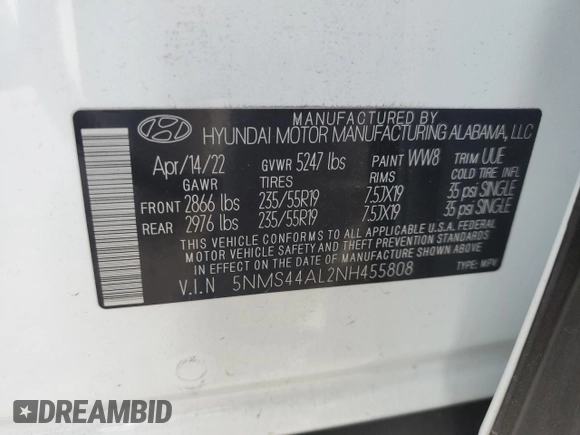 MANUFACTURED BY
HYUNDAI MOTOR MANUFACTURING ALABAMA, LLC
Apr/14/22 GVWR 5247 lbs PAINT WW8 TRIM UUE
GAWR TIRES RIMS COLD TIRE INFL
FRONT 2866 lbs 235/55R19 7.5JX19 35 psi SINGLE
REAR 2976 lbs 235/55R19 7.5JX19 35 psi SINGLE
THIS VEHICLE CONFORMS TO ALL APPLICABLE U.S.A FEDERAL
MOTOR VEHICLE SAFETY AND THEFT PREVENTION STANDARDS
IN EFFECT ON THE DATE OF MANUFACTURE SHOWN ABOVE.
V.I.N 5NMS44AL2NH455808 TYPE: MPV
DREAMBID